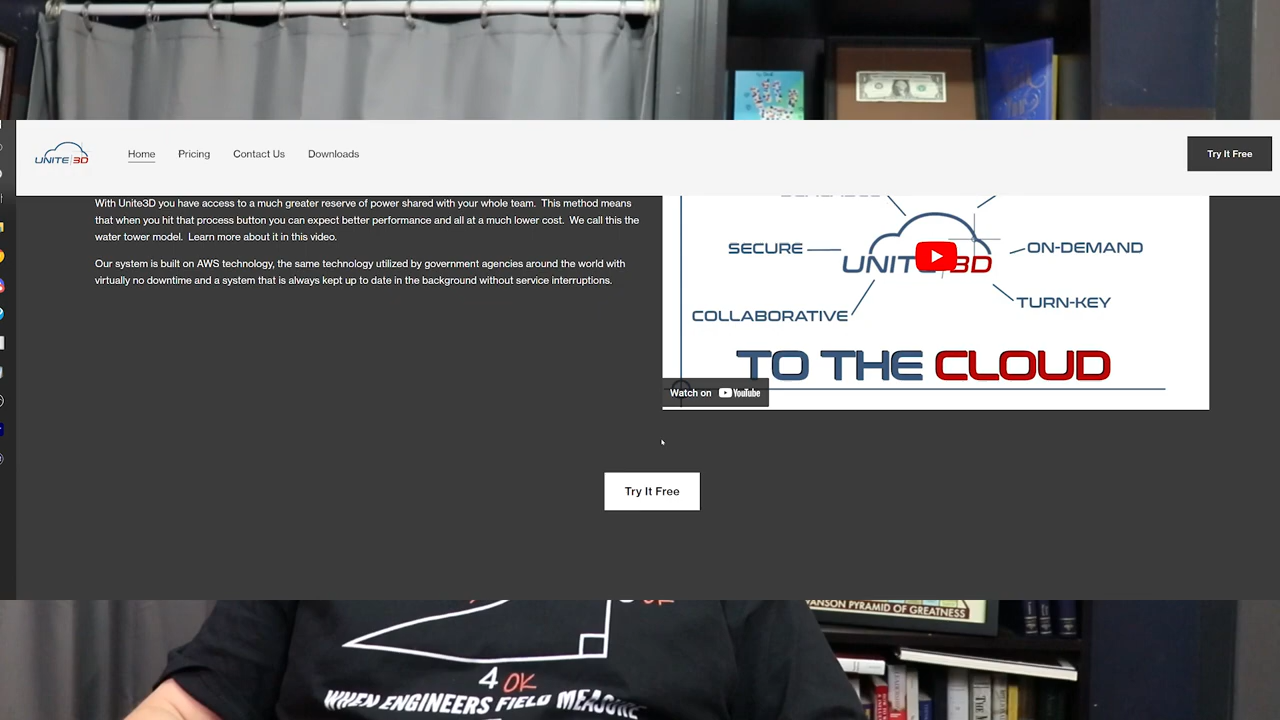 UNITE 3D
Home
Pricing
Contact Us
Downloads
Try It Free
With Unite3D you have access to a much greater reserve of power shared with your whole team. This method means
that when you hit that process button you can expect better performance and all at a much lower cost. We call this the
water tower model. Learn more about it in this video.
Our system is built on AWS tehnology, the same technology utilized by government agencies around the world with
virtually no downtime and a system that is always kept up to date in the background without service interruptions.
SECURE
ON-DEMAND
UNITE 3D
TURN-KEY
COLLABORATIVE
TO THE CLOUD
Watch on YouTube
Try It Free
PYRAMID OF GREATNESS
4 OK
WHEN ENGINEERS FIELD MEASURE